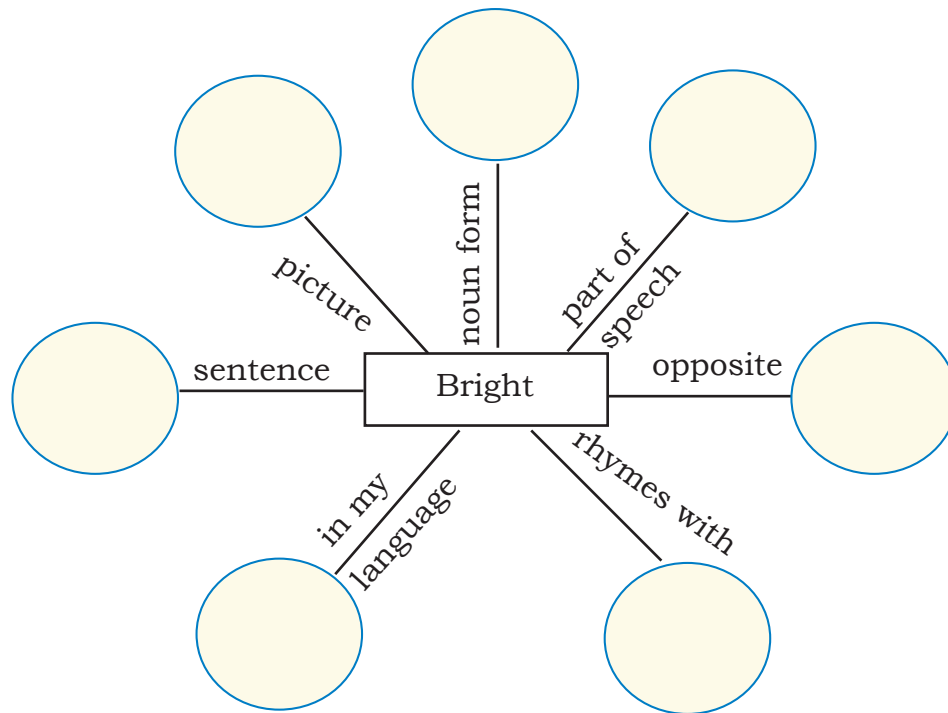 noun form
part of
speech
picture
sentence
Bright
opposite
in my
language
rhymes with